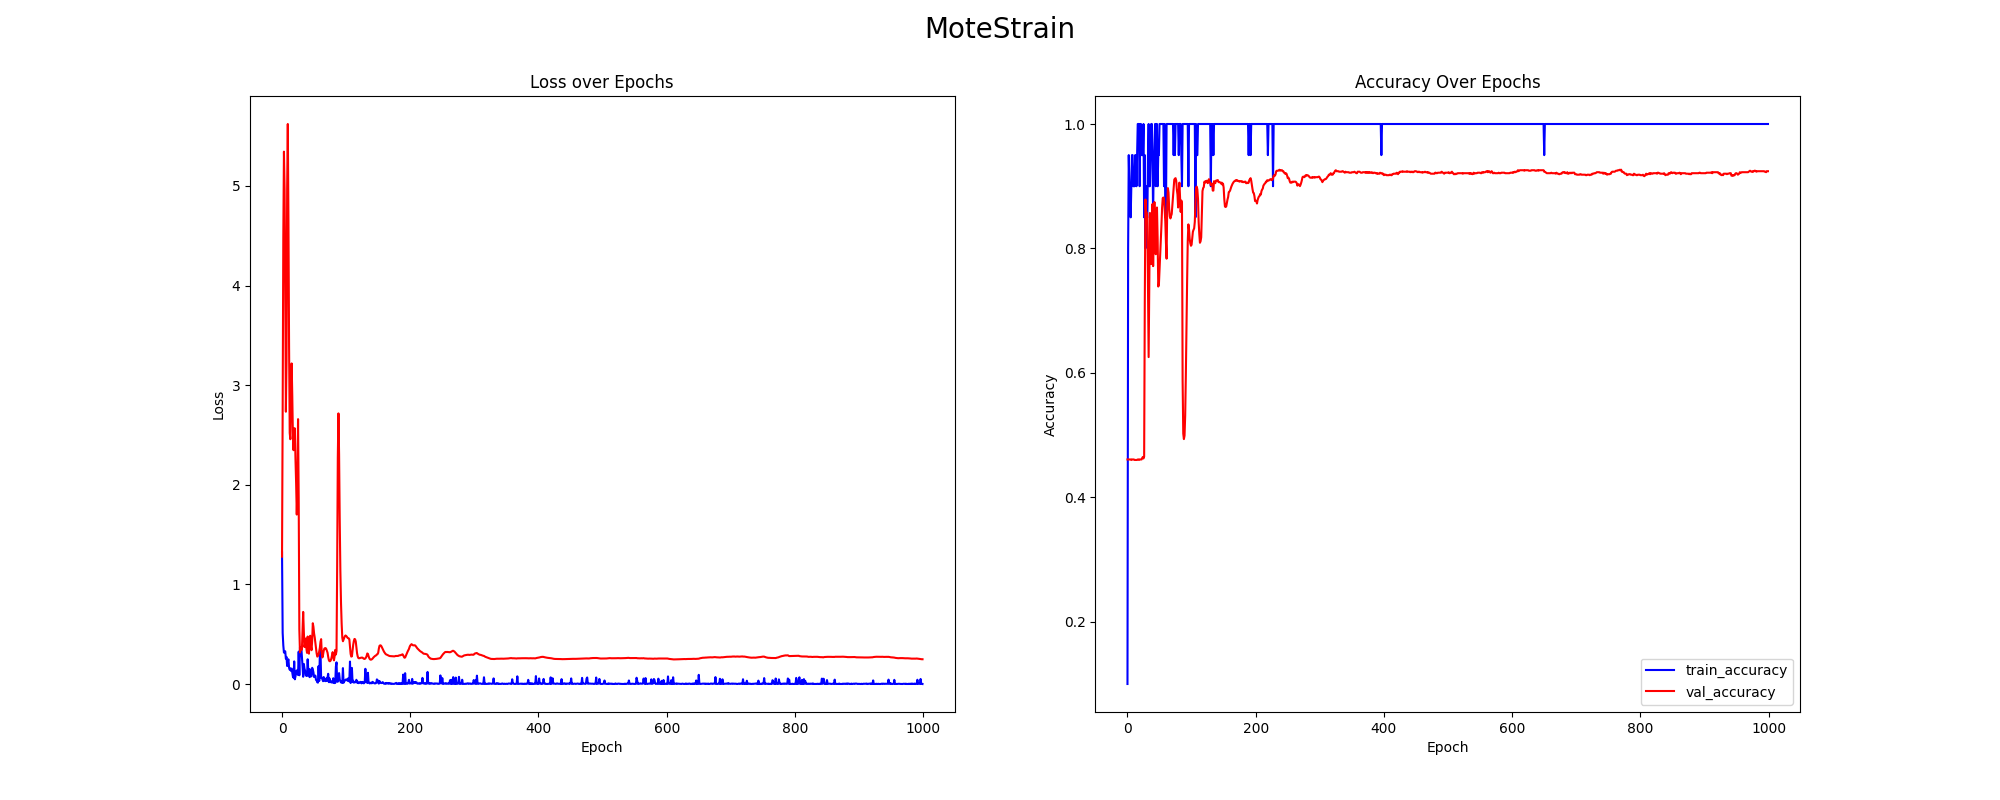 MoteStrain
Loss over Epochs
Loss
5
4
3
2
1
0
0 200 400 600 800 1000
Epoch
Accuracy Over Epochs
Accuracy
1.0
0.8
0.6
0.4
0.2
train_accuracy
val_accuracy
0 200 400 600 800 1000
Epoch